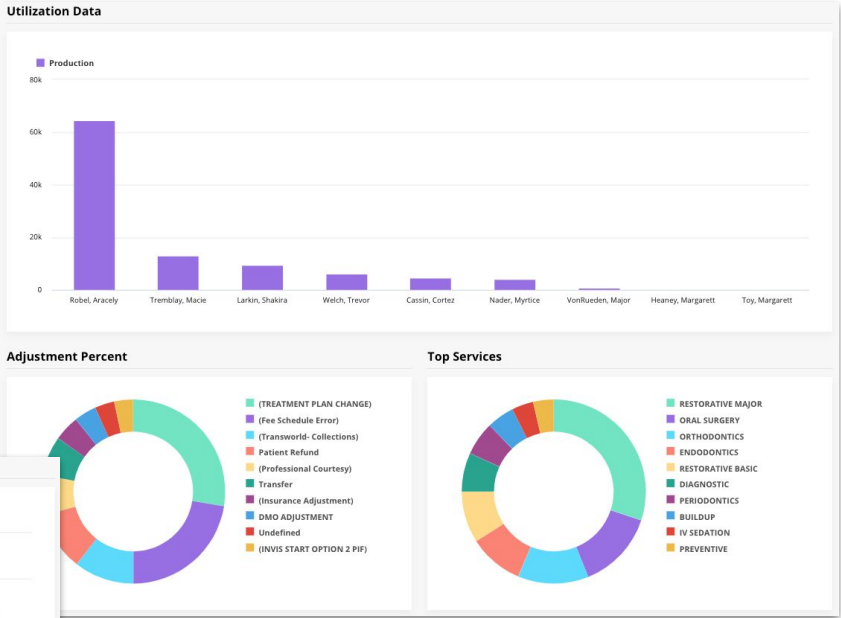 Utilization Data
Production
80k
60k
40k
20k
0
Robel, Aracely Tremblay, Macie Larkin, Shakira Welch, Trevor Cassin, Cortez Nader, Myrtice VonRueden, Major Heaney, Margarett Toy, Margarett
Adjustment Percent
(TREATMENT PLAN CHANGE)
(Fee Schedule Error)
(Transworld- Collections)
Patient Refund
(Professional Courtesy)
Transfer
(Insurance Adjustment)
DMO ADJUSTMENT
Undefined
(INVIS START OPTION 2 PIF)
Top Services
RESTORATIVE MAJOR
ORAL SURGERY
ORTHODONTICS
ENDODONTICS
RESTORATIVE BASIC
DIAGNOSTIC
PERIODONTICS
BUILDUP
IV SEDATION
PREVENTIVE